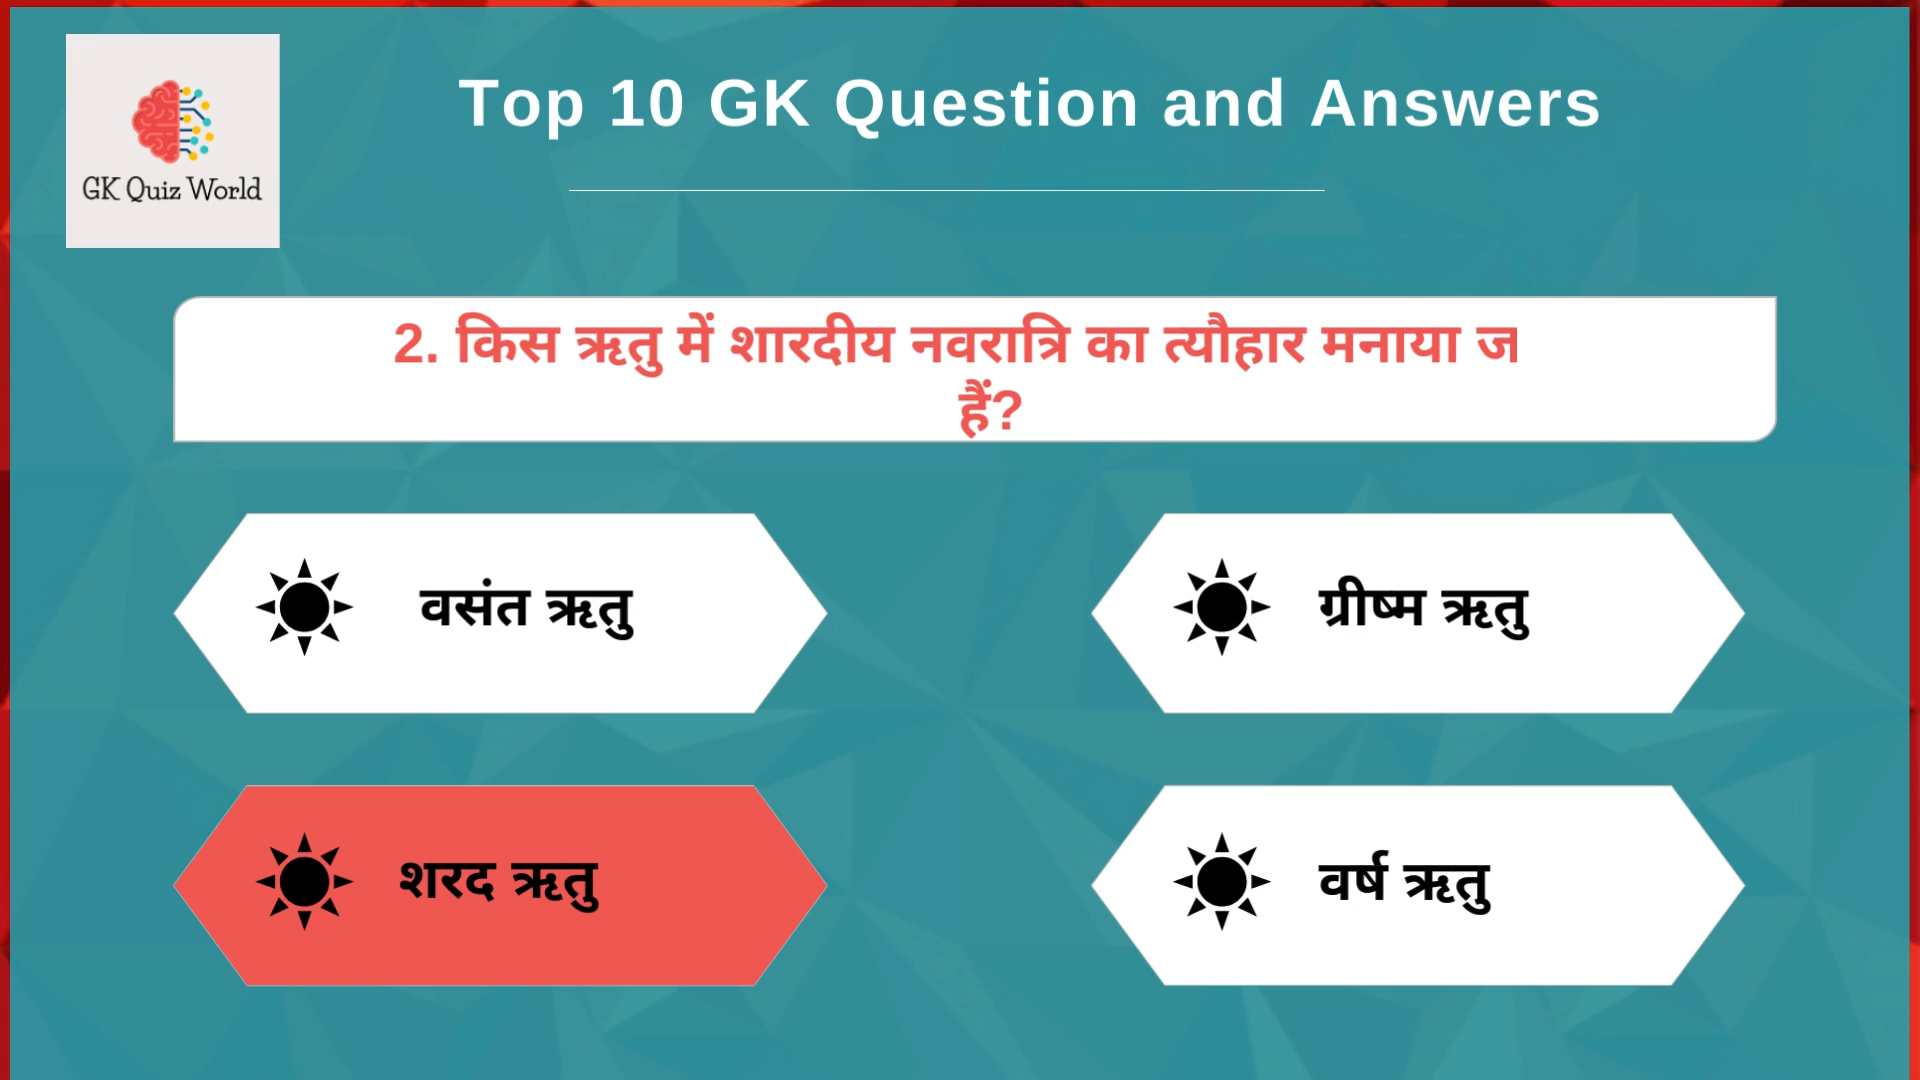 GK Quiz World
Top 10 GK Question and Answers
2. किस ऋतु में शारदीय नवरात्रि का त्यौहार मनाया ज
हैं?
वसंत ऋतु
ग्रीष्म ऋतु
शरद ऋतु
वर्ष ऋतु